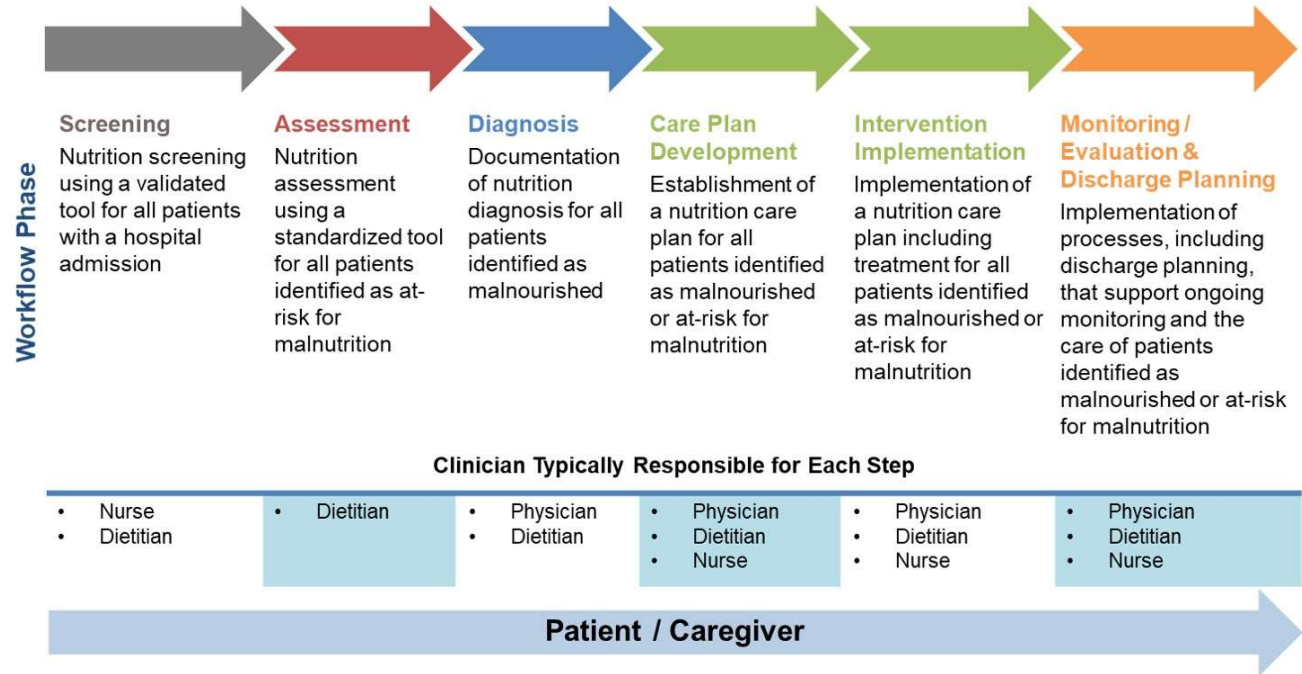 Workflow Phase
Screening
Nutrition screening
using a validated
tool for all patients
with a hospital
admission
Assessment
Nutrition
assessment
using a
standardized tool
for all patients
identified as at-
risk for
malnutrition
Diagnosis
Documentation
of nutrition
diagnosis for all
patients
identified as
malnourished
Care Plan
Development
Establishment of
a nutrition care
plan for all
patients identified
as malnourished
or at-risk for
malnutrition
Intervention
Implementation
Implementation of
a nutrition care
plan including
treatment for all
patients identified
as malnourished or
at-risk for
malnutrition
Monitoring /
Evaluation &
Discharge Planning
Implementation of
processes, including
discharge planning,
that support ongoing
monitoring and the
care of patients
identified as
malnourished or at-risk
for malnutrition
Clinician Typically Responsible for Each Step
• Nurse
• Dietitian
• Dietitian
• Physician
• Dietitian
• Physician
• Dietitian
• Nurse
• Physician
• Dietitian
• Nurse
• Physician
• Dietitian
• Nurse
Patient / Caregiver